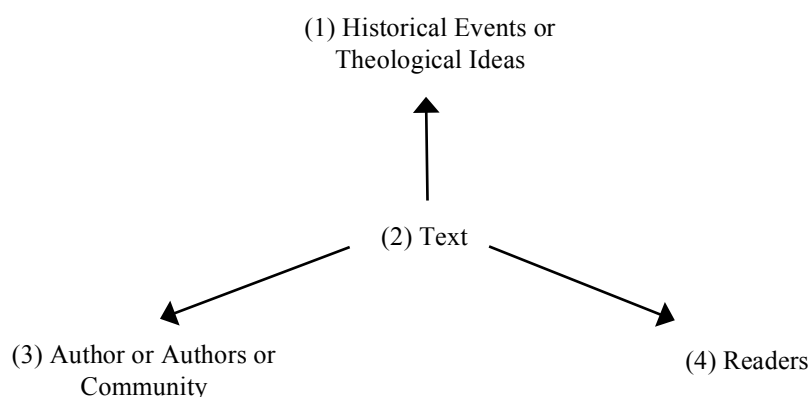 (1) Historical Events or
Theological Ideas
(2) Text
(3) Author or Authors or
Community
(4) Readers